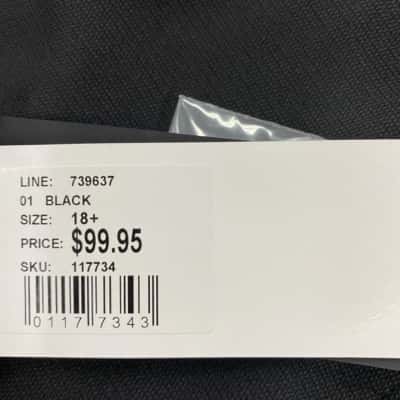 LINE: 739637
01 BLACK
SIZE: 18+
PRICE: $99.95
SKU: 117734
0117 7343